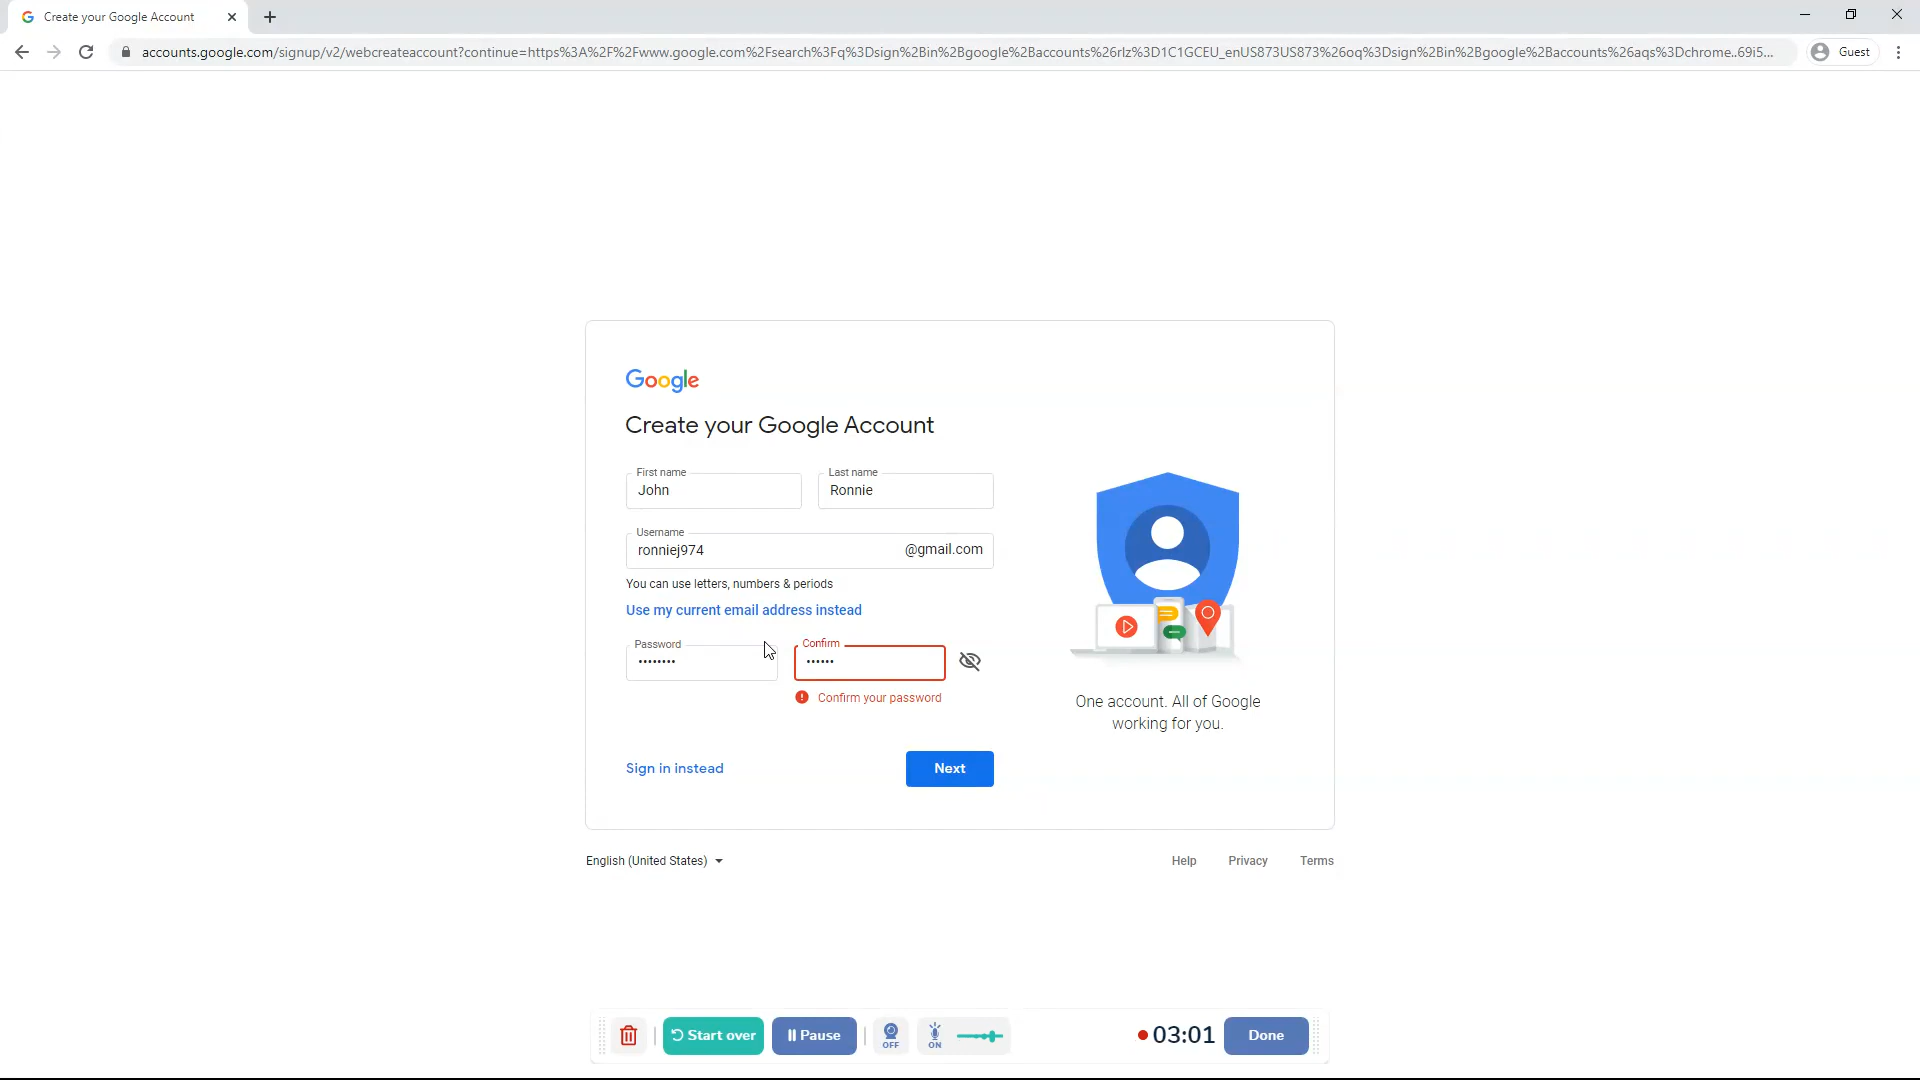 Create your Google Account
accounts.google.com/signup/v2/webcreateaccount?continue=https%3A%2F%2Fwww.google.com%2Fsearch%3Fq%3Dsign%2Bin%2Bgoogle%2Baccounts%26rlz%3D1C1GCEU_enUS873US873%26oq%3Dsign%2Bin%2Bgoogle%2Baccounts%26aqs%3Dchrome..69i5...
Guest
Google
Create your Google Account
First name
Last name
John
Ronnie
Username
ronniej974
@gmail.com
You can use letters, numbers & periods
Use my current email address instead
Password
Confirm
••••••••
••••••
Confirm your password
One account. All of Google
working for you.
Sign in instead
Next
English (United States)
Help
Privacy
Terms
Start over
Pause
OFF
ON
03:01
Done